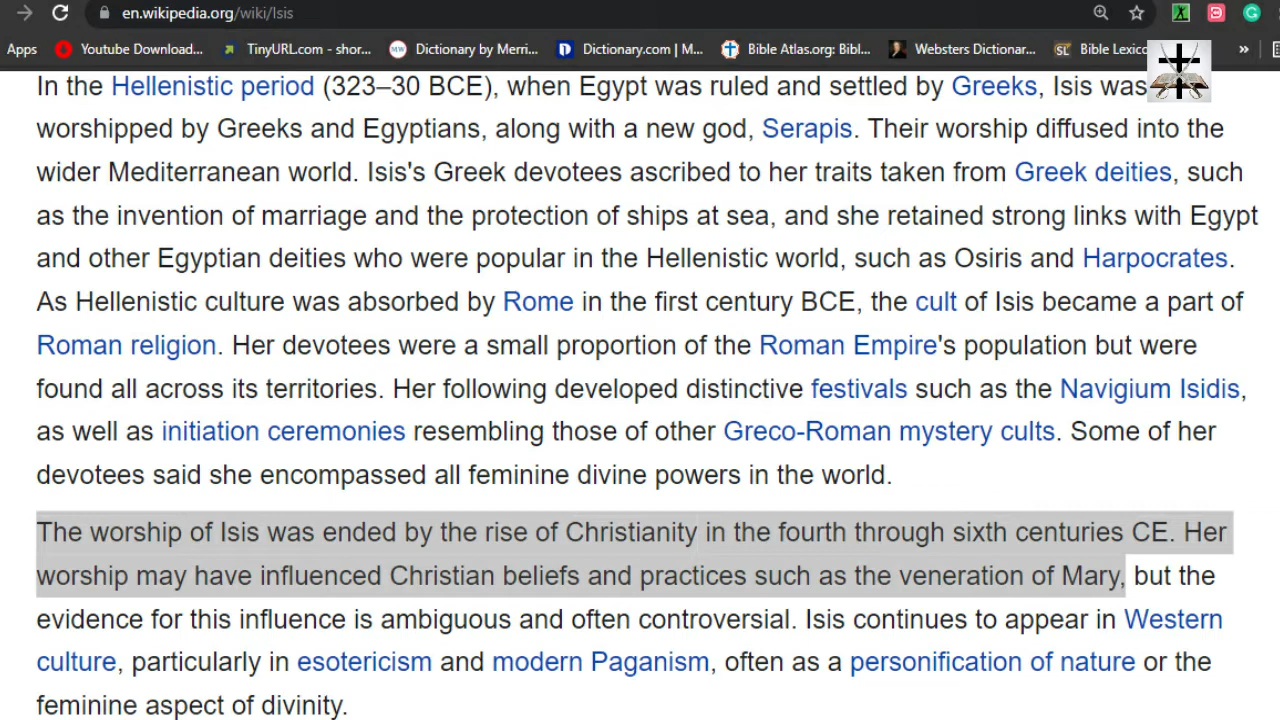 en.wikipedia.org/wiki/Isis
Apps Youtube Download... TinyURL.com - shor... MW Dictionary by Merri... D Dictionary.com | M... Bible Atlas.org: Bibl... Websters Dictionar... SL Bible Lexico »
In the Hellenistic period (323–30 BCE), when Egypt was ruled and settled by Greeks, Isis was
worshipped by Greeks and Egyptians, along with a new god, Serapis. Their worship diffused into the
wider Mediterranean world. Isis's Greek devotees ascribed to her traits taken from Greek deities, such
as the invention of marriage and the protection of ships at sea, and she retained strong links with Egypt
and other Egyptian deities who were popular in the Hellenistic world, such as Osiris and Harpocrates.
As Hellenistic culture was absorbed by Rome in the first century BCE, the cult of Isis became a part of
Roman religion. Her devotees were a small proportion of the Roman Empire's population but were
found all across its territories. Her following developed distinctive festivals such as the Navigium Isidis,
as well as initiation ceremonies resembling those of other Greco-Roman mystery cults. Some of her
devotees said she encompassed all feminine divine powers in the world.
The worship of Isis was ended by the rise of Christianity in the fourth through sixth centuries CE. Her
worship may have influenced Christian beliefs and practices such as the veneration of Mary, but the
evidence for this influence is ambiguous and often controversial. Isis continues to appear in Western
culture, particularly in esotericism and modern Paganism, often as a personification of nature or the
feminine aspect of divinity.